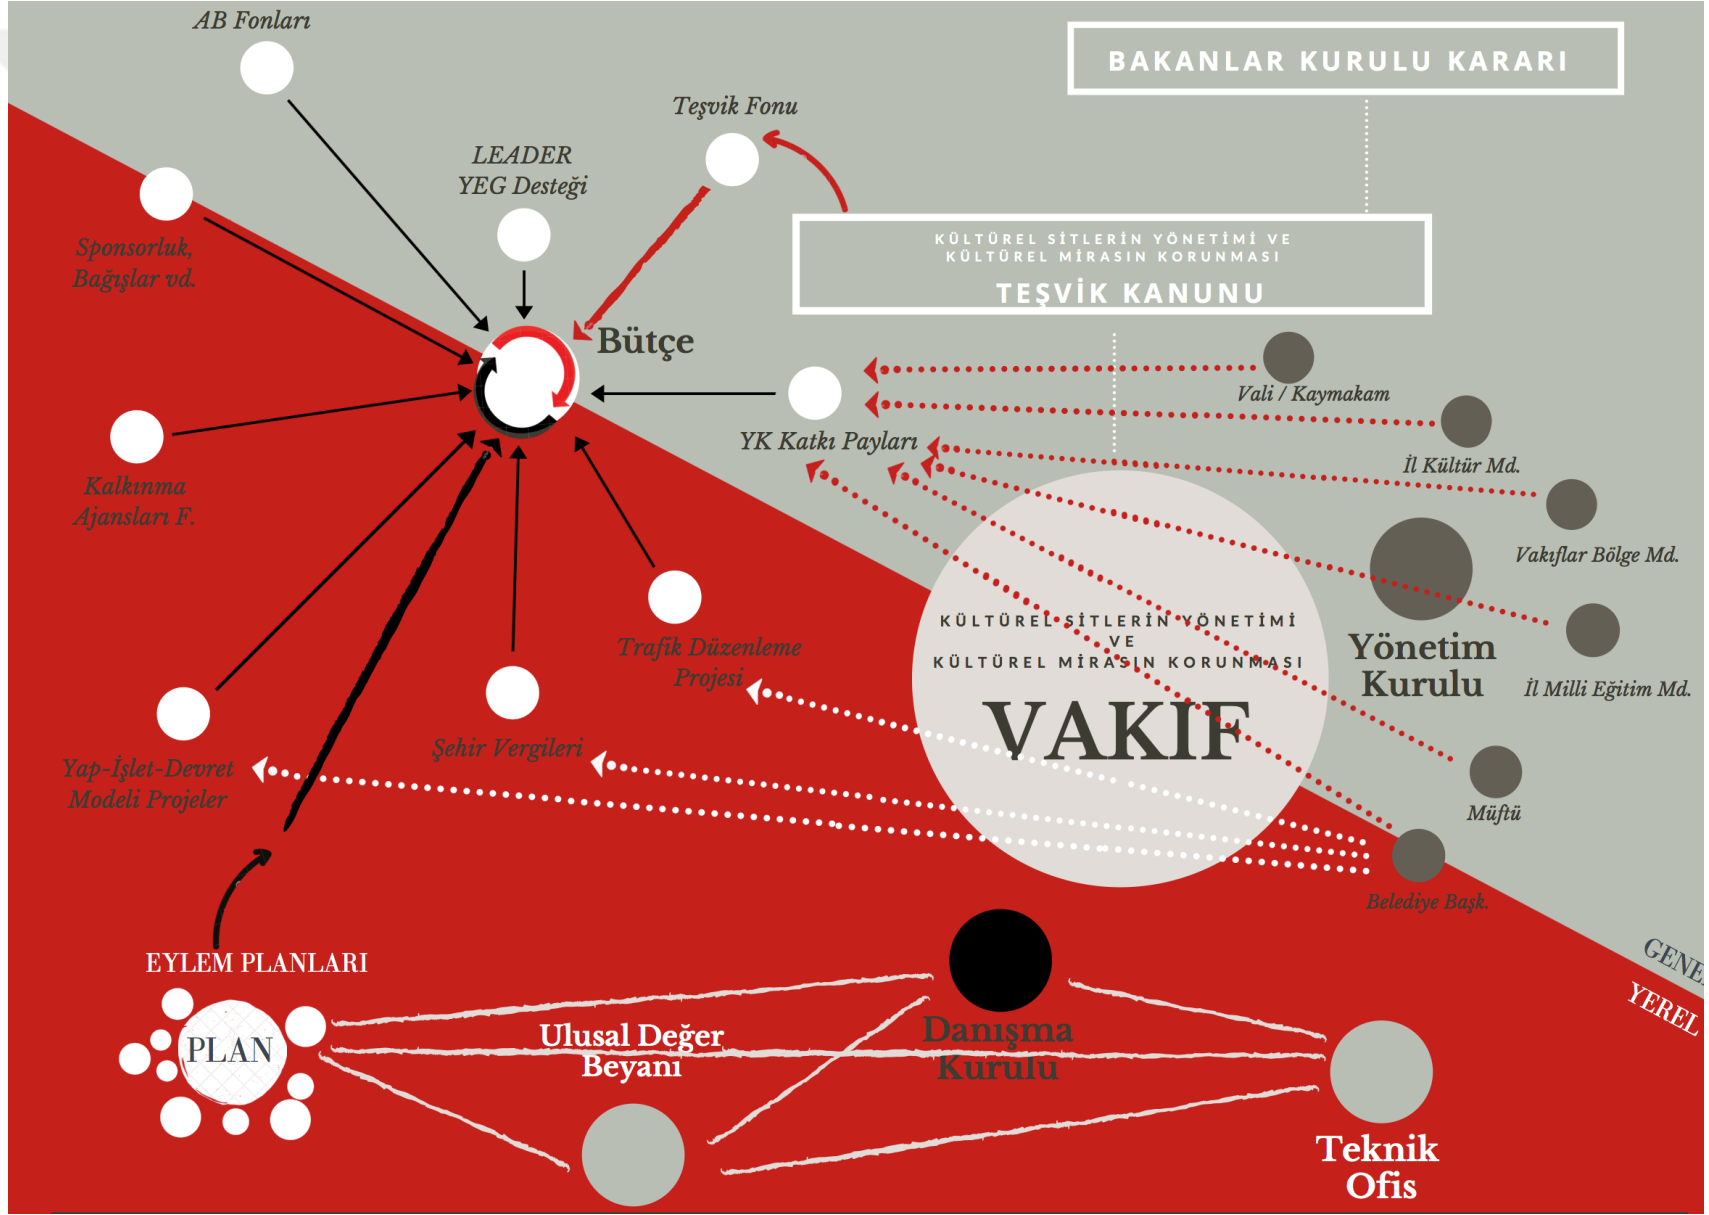 AB Fonları
BAKANLAR KURULU KARARI
Teşvik Fonu
LEADER
YEG Desteği
Sponsorluk,
Bağışlar vd.
KÜLTÜREL SİTLERİN YÖNETİMİ VE
KÜLTÜREL MİRASIN KORUNMASI
TEŞVİK KANUNU
Bütçe
Vali / Kaymakam
YK Katkı Payları
İl Kültür Md.
Kalkınma
Ajansları F.
Vakıflar Bölge Md.
KÜLTÜREL SİTLERİN YÖNETİMİ
VE
KÜLTÜREL MİRASIN KORUNMASI
VAKIF
Yönetim
Kurulu
İl Milli Eğitim Md.
Trafik Düzenleme
Projesi
Şehir Vergileri
Yap-İşlet-Devret
Modeli Projeler
Müftü
Belediye Başk.
GENE
YEREL
EYLEM PLANLARI
PLAN
Ulusal Değer
Beyanı
Danışma
Kurulu
Teknik
Ofis